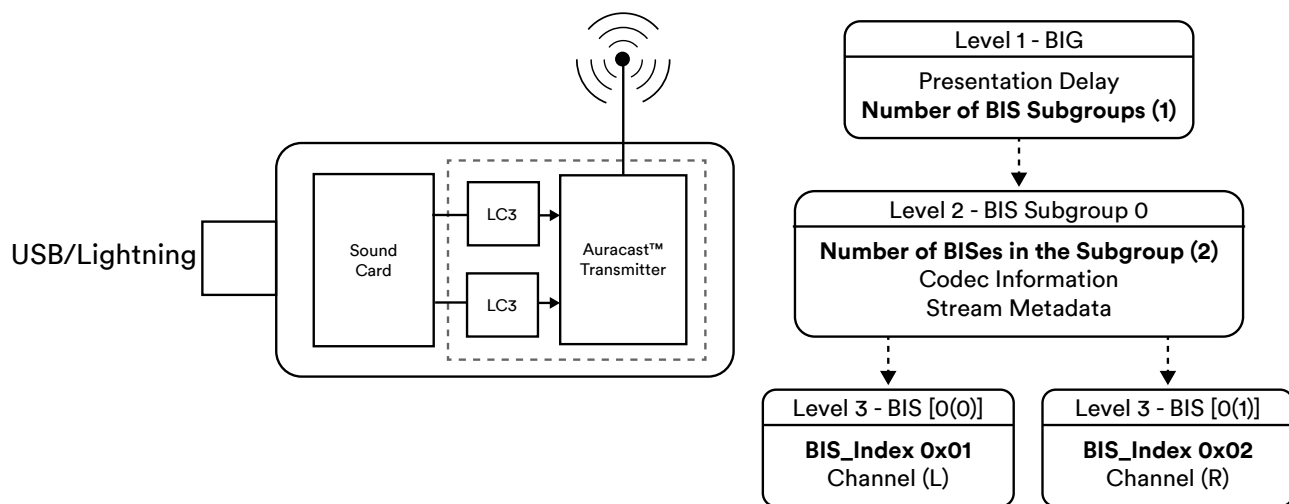 USB/Lightning
Sound
Card
LC3
LC3
Auracast™
Transmitter
Level 1 - BIG
Presentation Delay
Number of BIS Subgroups (1)
Level 2 - BIS Subgroup 0
Number of BISes in the Subgroup (2)
Codec Information
Stream Metadata
Level 3 - BIS [0(0)]
BIS_Index 0x01
Channel (L)
Level 3 - BIS [0(1)]
BIS_Index 0x02
Channel (R)